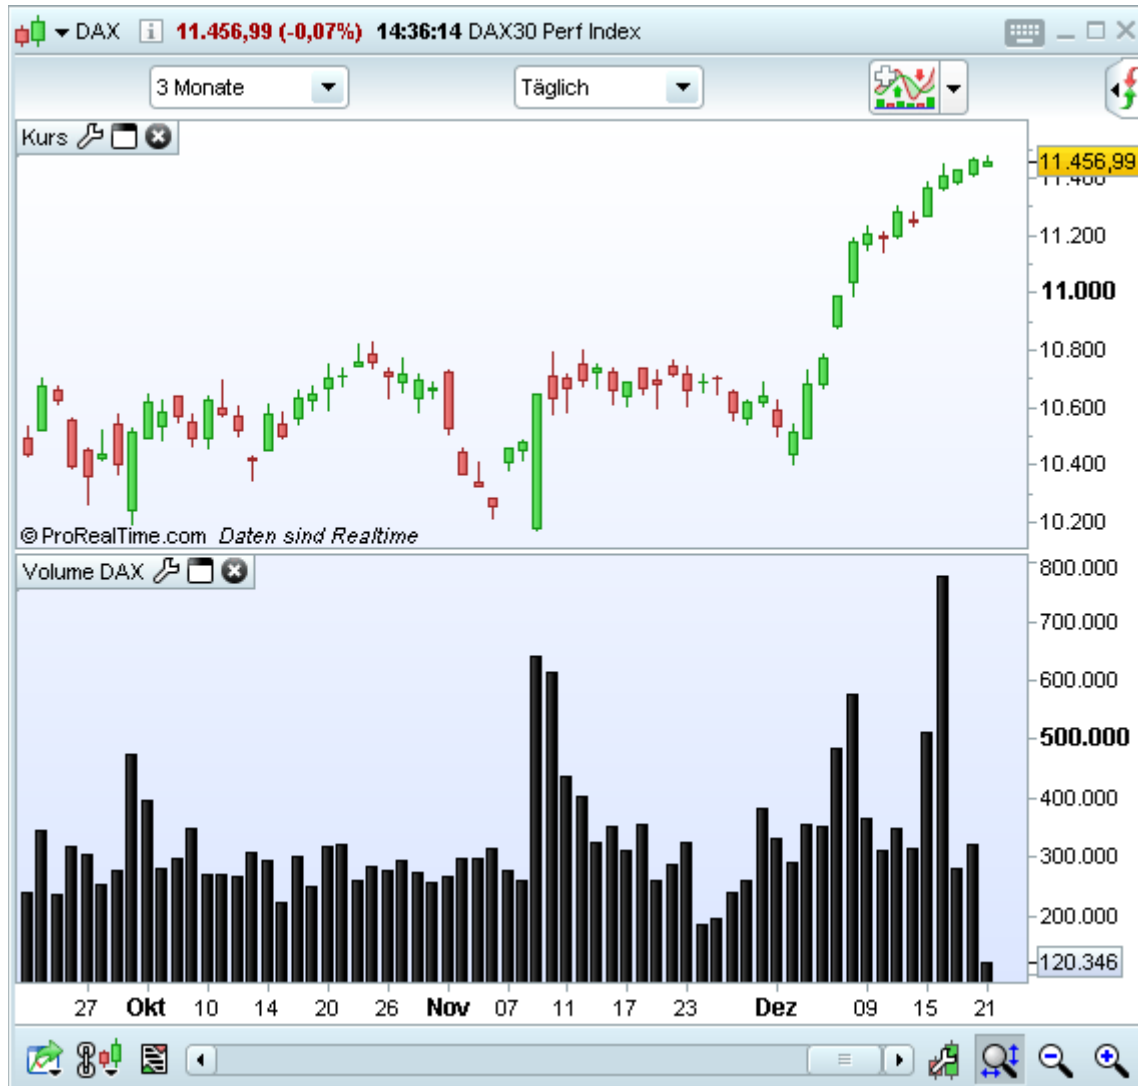 DAX 11.456,99 (-0,07%) 14:36:14 DAX30 Perf Index
3 Monate Täglich
Kurs
11.456,99
11.400
11.200
11.000
10.800
10.600
10.400
10.200
© ProRealTime.com Daten sind Realtime
Volume DAX
800.000
700.000
600.000
500.000
400.000
300.000
200.000
120.346
27 Okt 10 14 20 26 Nov 07 11 17 23 Dez 09 15 21